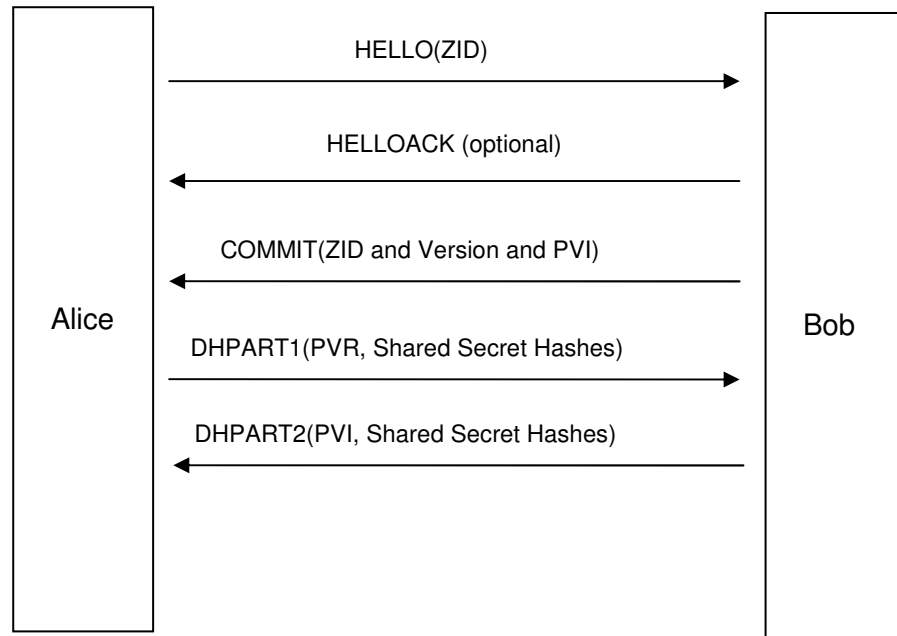 HELLO(ZID)
HELLOACK (optional)
COMMIT(ZID and Version and PVI)
Alice
Bob
DHPART1(PVR, Shared Secret Hashes)
DHPART2(PVI, Shared Secret Hashes)